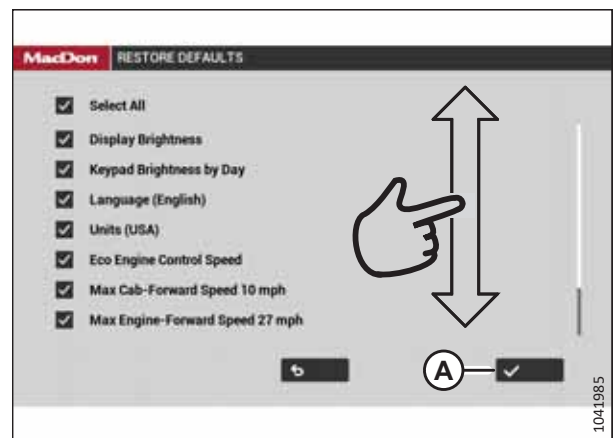 MacDon RESTORE DEFAULTS
Select All
Display Brightness
Keypad Brightness by Day
Language (English)
Units (USA)
Eco Engine Control Speed
Max Cab-Forward Speed 10 mph
Max Engine-Forward Speed 27 mph
A
1041985